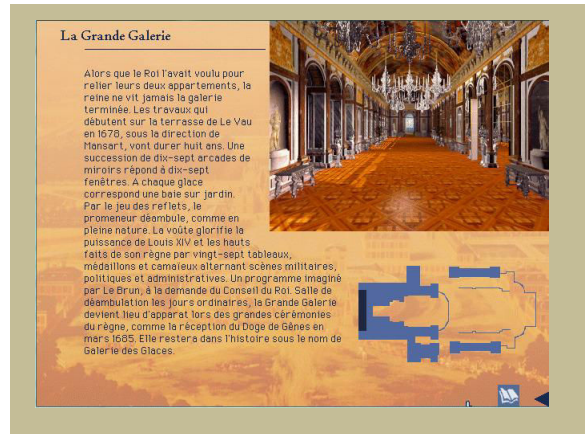 La Grande Galerie
Alors que le Roi l'avait voulu pour
relier leurs deux appartements, la
reine ne vit jamais la galerie
terminée. Les travaux qui
débutent sur la terrasse de Le Vau
en 1678, sous la direction de
Mansart, vont durer huit ans. Une
succession de dix-sept arcades de
miroirs répond à dix-sept
fenêtres. A chaque glace
correspond une baie sur jardin.
Par le jeu des reflets, le
promeneur déambule, comme en
pleine nature. La voûte glorifie la
puissance de Louis XIV et les hauts
faits de son règne par vingt-sept tableaux,
médaillons et camaïeux alternant scènes militaires,
politiques et administratives. Un programme imaginé
par Le Brun, à la demande du Conseil du Roi. Salle de
déambulation les jours ordinaires, la Grande Galerie
devient lieu d'apparat lors des grandes cérémonies
du règne, comme la réception du Doge de Gênes en
mars 1685. Elle restera dans l'histoire sous le nom de
Galerie des Glaces.